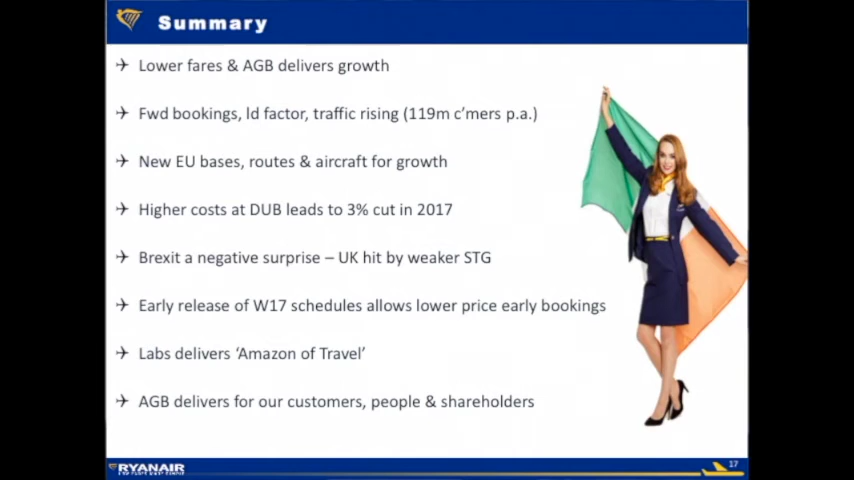 Summary
Lower fares & AGB delivers growth
Fwd bookings, ld factor, traffic rising (119m c'mers p.a.)
New EU bases, routes & aircraft for growth
Higher costs at DUB leads to 3% cut in 2017
Brexit a negative surprise – UK hit by weaker STG
Early release of W17 schedules allows lower price early bookings
Labs delivers ‘Amazon of Travel’
AGB delivers for our customers, people & shareholders
RYANAIR
17